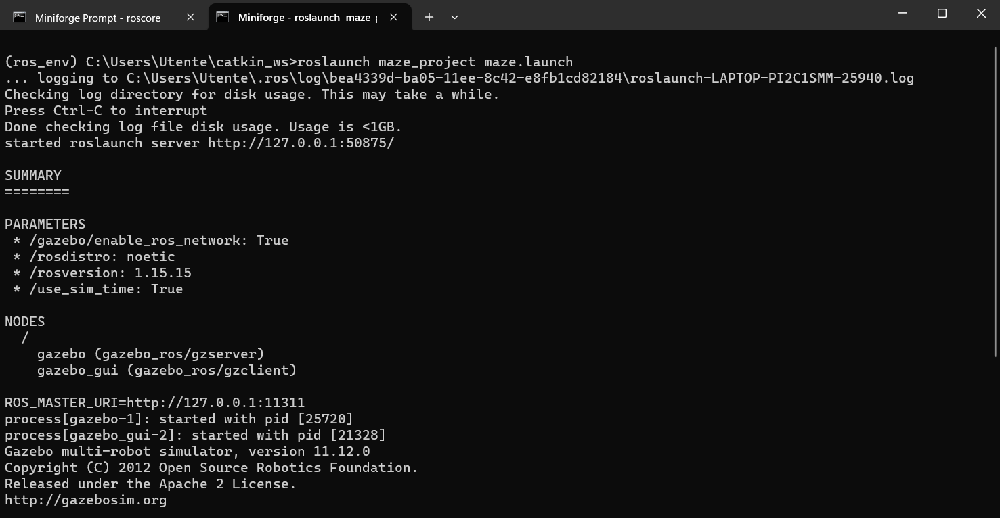 Miniforge Prompt - roscore
Miniforge - roslaunch maze_p
(ros_env) C:\Users\Utente\catkin_ws>roslaunch maze_project maze.launch
... logging to C:\Users\Utente\.ros\log\bea4339d-ba05-11ee-8c42-e8fb1cd82184\roslaunch-LAPTOP-PI2C1SMM-25940.log
Checking log directory for disk usage. This may take a while.
Press Ctrl-C to interrupt
Done checking log file disk usage. Usage is <1GB.
started roslaunch server http://127.0.0.1:50875/
SUMMARY
========
PARAMETERS
 * /gazebo/enable_ros_network: True
 * /rosdistro: noetic
 * /rosversion: 1.15.15
 * /use_sim_time: True
NODES
  /
    gazebo (gazebo_ros/gzserver)
    gazebo_gui (gazebo_ros/gzclient)
ROS_MASTER_URI=http://127.0.0.1:11311
process[gazebo-1]: started with pid [25720]
process[gazebo_gui-2]: started with pid [21328]
Gazebo multi-robot simulator, version 11.12.0
Copyright (C) 2012 Open Source Robotics Foundation.
Released under the Apache 2 License.
http://gazebosim.org